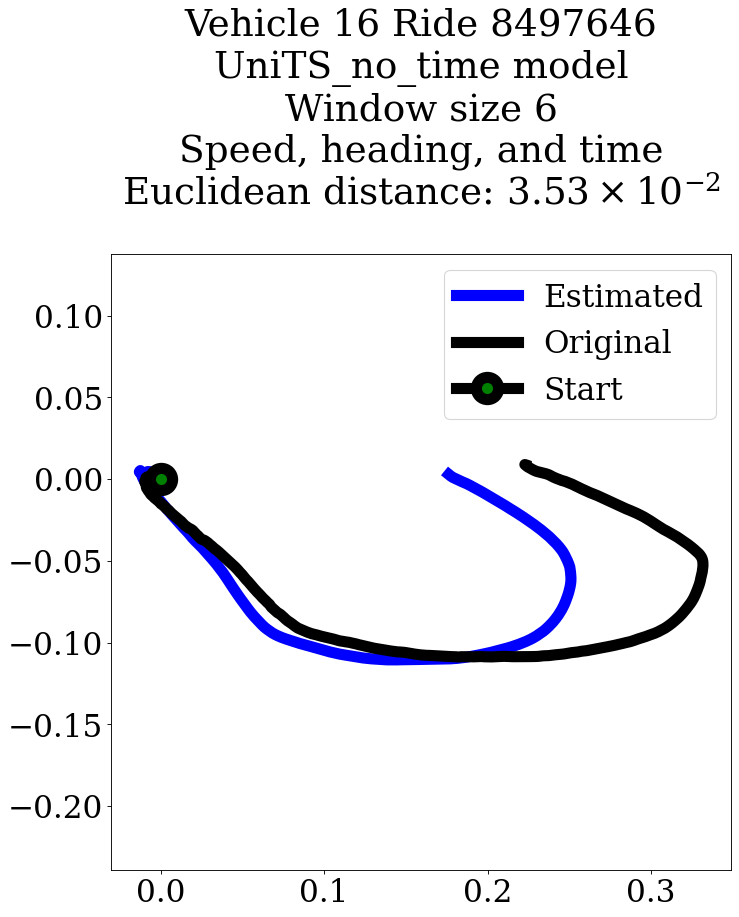 Vehicle 16 Ride 8497646
UniTS_no_time model
Window size 6
Speed, heading, and time
Euclidean distance: 3.53 × 10⁻²
Estimated
Original
Start
0.10
0.05
0.00
−0.05
−0.10
−0.15
−0.20
0.0 0.1 0.2 0.3